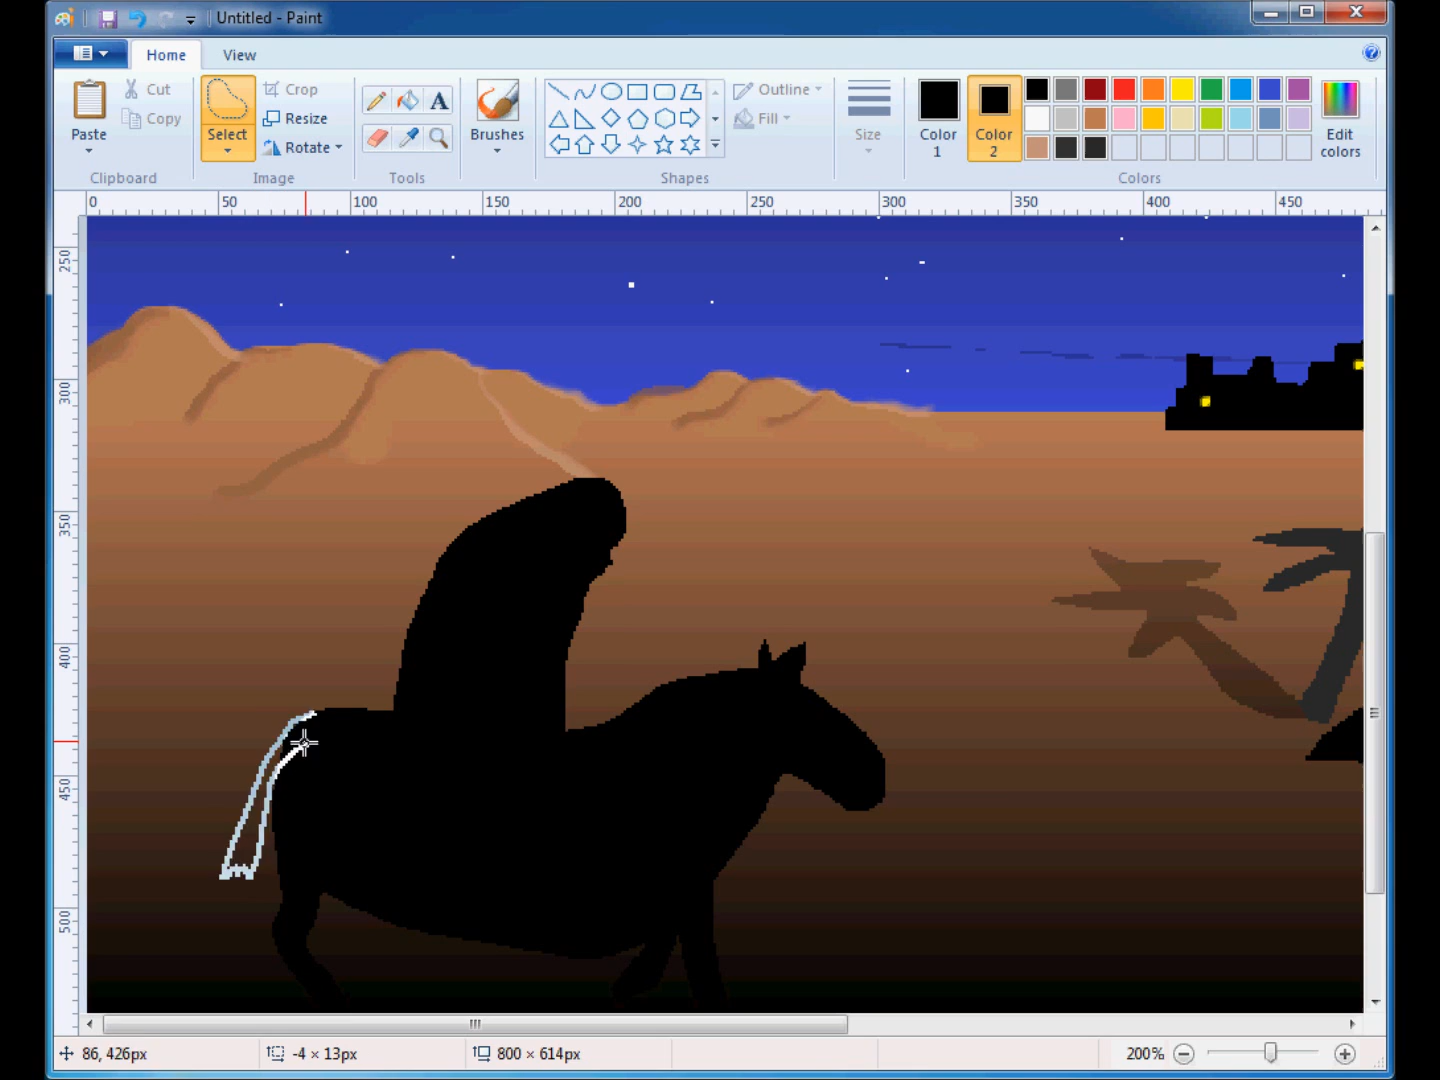 Untitled - Paint
Home View
Paste
Cut
Copy
Clipboard
Select
Crop
Resize
Rotate
Image
A
Tools
Brushes
Shapes
Outline
Fill
Size
Color 1
Color 2
Edit colors
Colors
0 50 100 150 200 250 300 350 400 450
250
300
350
400
450
500
86, 426px
-4 × 13px
800 × 614px
200%